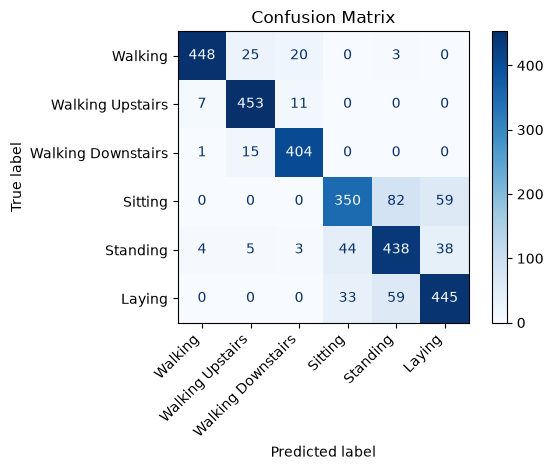 Confusion Matrix
True label
Walking 448 25 20 0 3 0
Walking Upstairs 7 453 11 0 0 0
Walking Downstairs 1 15 404 0 0 0
Sitting 0 0 0 350 82 59
Standing 4 5 3 44 438 38
Laying 0 0 0 33 59 445
Walking
Walking Upstairs
Walking Downstairs
Sitting
Standing
Laying
Predicted label
400
300
200
100
0